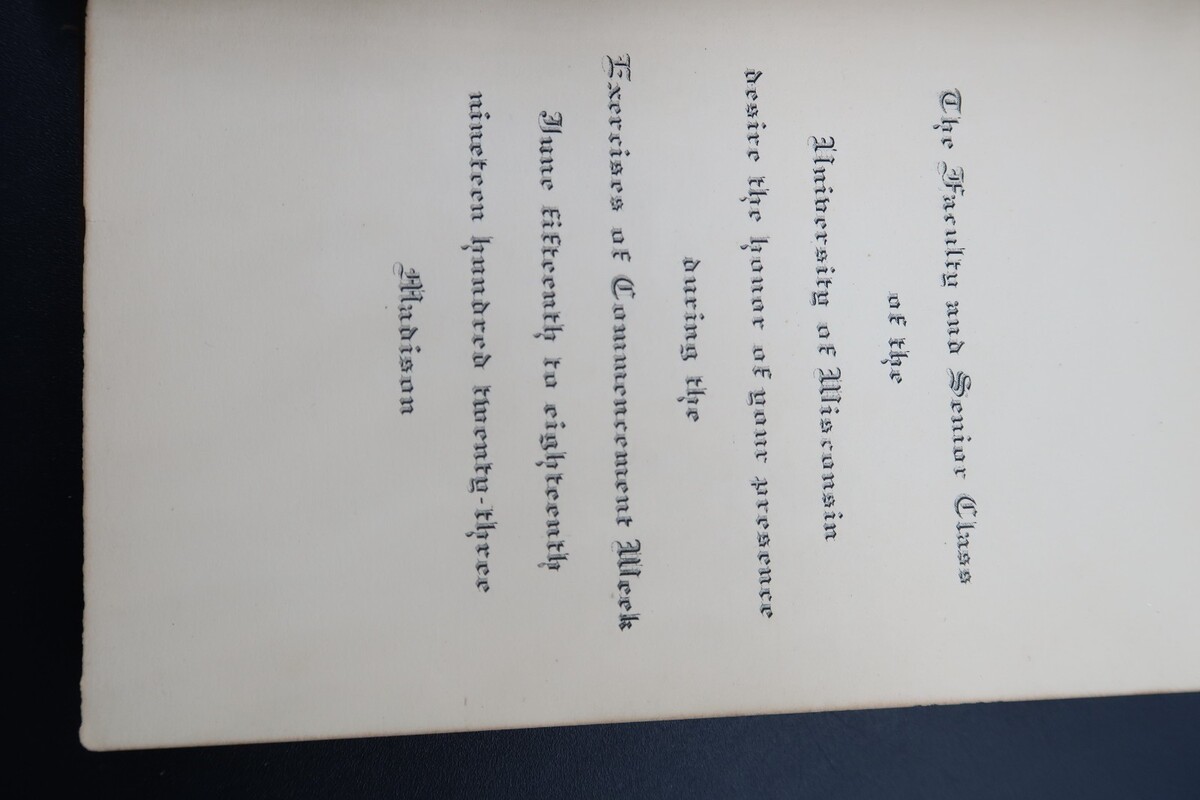 The Faculty and Senior Class
of the
University of Wisconsin
desire the honor of your presence
during the
Exercises of Commencement Week
June fifteenth to eighteenth
nineteen hundred twenty-three
Madison